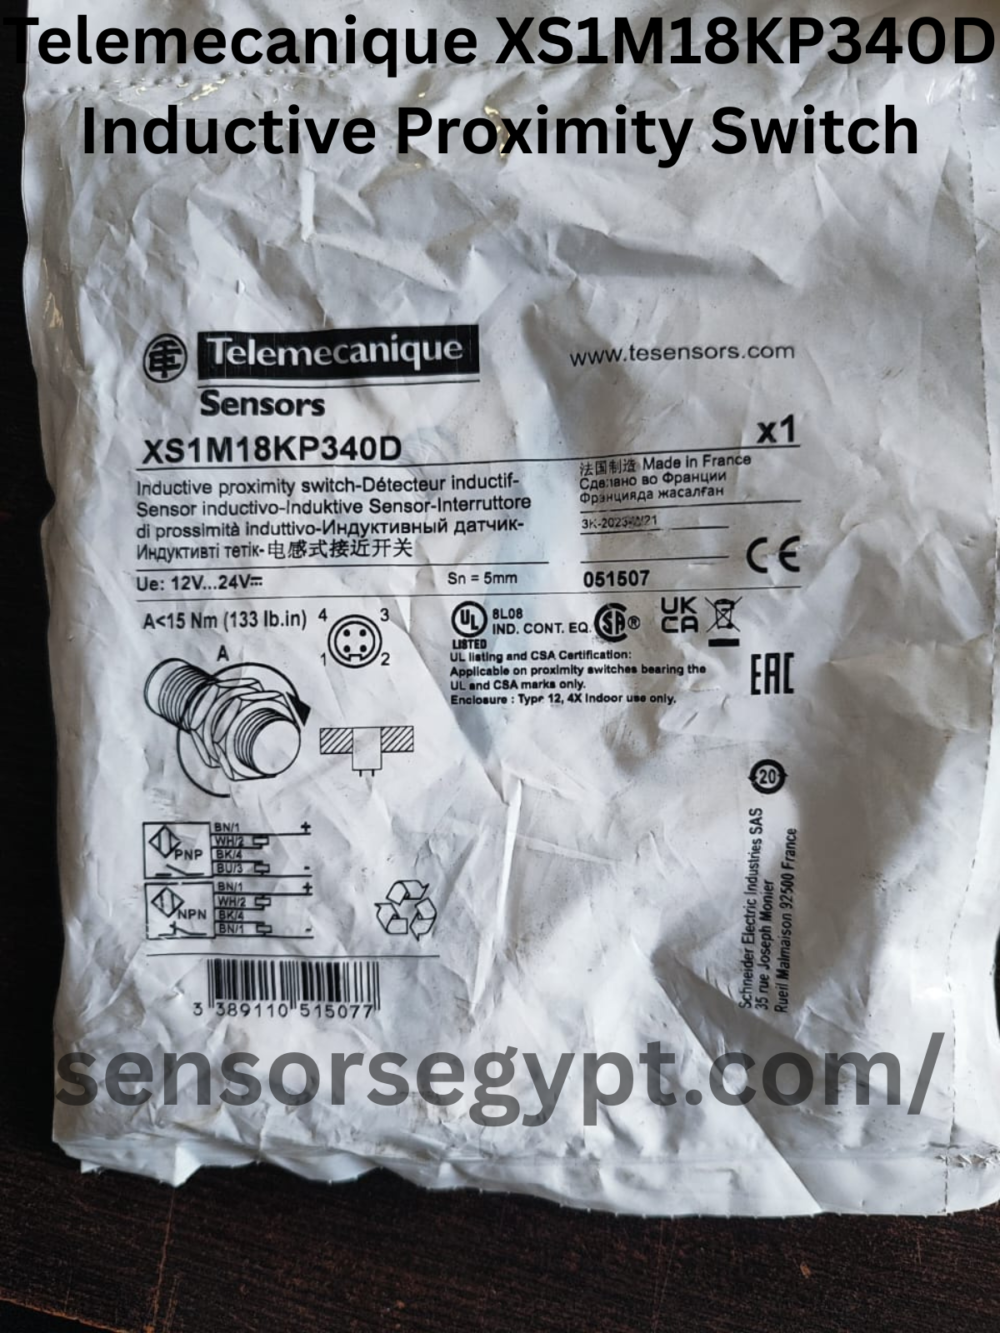 Telemecanique XS1M18KP340D
Inductive Proximity Switch
Telemecanique
Sensors
www.tesensors.com
XS1M18KP340D
x1
Inductive proximity switch-Détecteur inductif-
Sensor inductivo-Induktive Sensor-Interruttore
di prossimità induttivo-Индуктивный датчик-
Индуктивті тетік-电感式接近开关
法国制造 Made in France
Сделано во Франции
Францияда жасалған
Ue: 12V...24V⎓
Sn = 5mm
051507
CE
A<15 Nm (133 lb.in)
4 3
1 2
A
UL
LISTED
8L08
IND. CONT. EQ.
SA®
UK
CA
UL listing and CSA Certification:
Applicable on proximity switches bearing the
UL and CSA marks only.
Enclosure : Type 12, 4X Indoor use only.
EAC
20
PNP
BN/1 +
WH/2
BK/4
BU/3 -
NPN
BN/1 +
WH/2
BK/4
BN/1 -
Schneider Electric Industries SAS
35 rue Joseph Monier
Rueil Malmaison 92500 France
3 389110 515077
sensorsegypt.com/